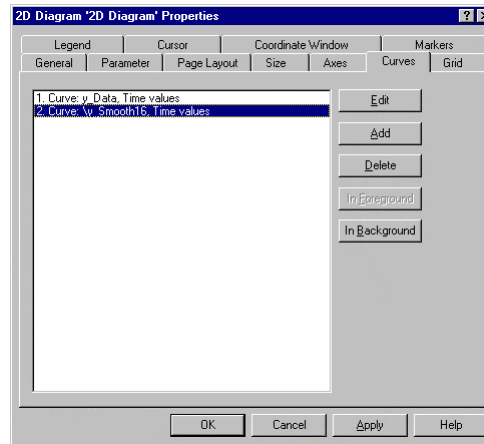 2D Diagram '2D Diagram' Properties
Legend Cursor Coordinate Window Markers
General Parameter Page Layout Size Axes Curves Grid
1. Curve: y_Data, Time values
2. Curve: \y_Smooth16, Time values
Edit
Add
Delete
In Foreground
In Background
OK Cancel Apply Help